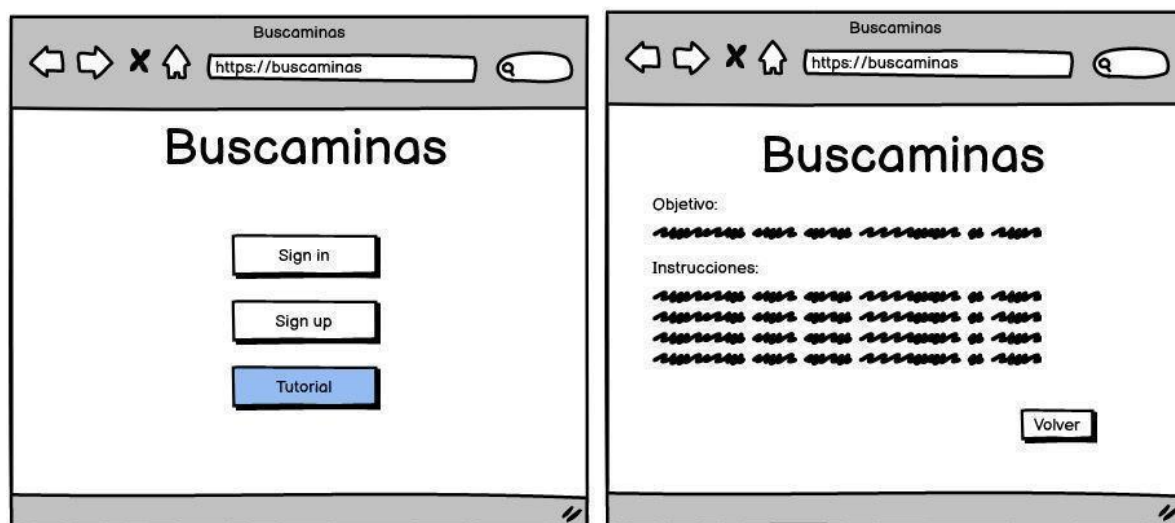 Buscaminas
https://buscaminas
Buscaminas
Sign in
Sign up
Tutorial
Buscaminas
https://buscaminas
Buscaminas
Objetivo:
Instrucciones:
Volver